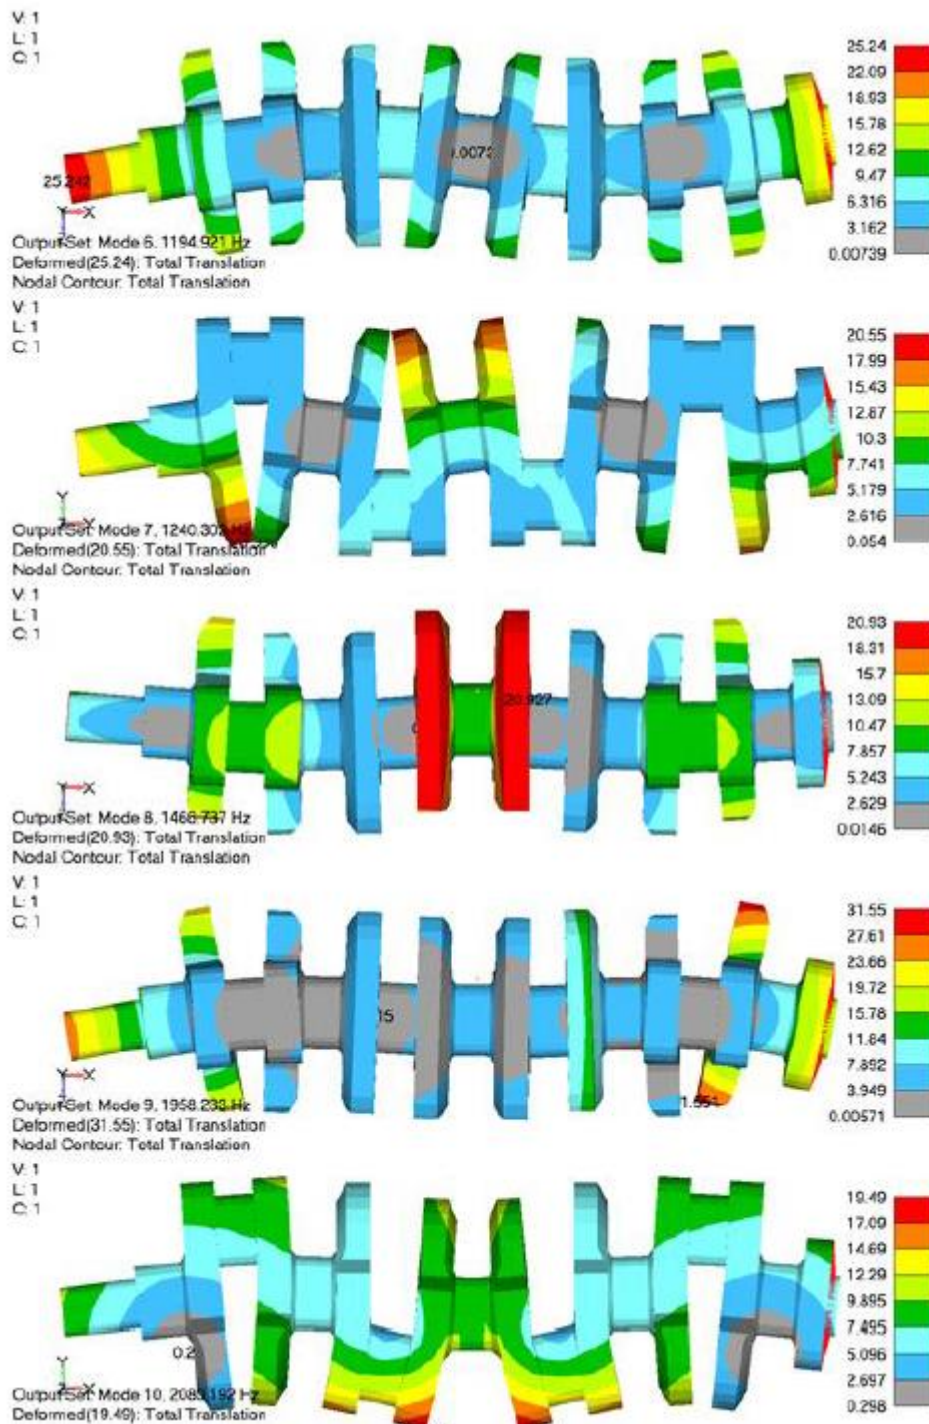 V: 1
L: 1
C: 1
25.24
22.09
18.93
15.78
12.62
9.47
6.316
3.162
0.00739
25.242
Y X
Output Set: Mode 6, 1194.921 Hz
Deformed(25.24): Total Translation
Nodal Contour: Total Translation
V: 1
L: 1
C: 1
20.55
17.99
15.43
12.87
10.3
7.741
5.179
2.616
0.054
Y
Z X
Output Set: Mode 7, 1240.302 Hz
Deformed(20.55): Total Translation
Nodal Contour: Total Translation
V: 1
L: 1
C: 1
20.93
18.31
15.7
13.09
10.47
7.857
5.243
2.629
0.0146
20.927
Y X
Output Set: Mode 8, 1468.737 Hz
Deformed(20.93): Total Translation
Nodal Contour: Total Translation
V: 1
L: 1
C: 1
31.55
27.61
23.66
19.72
15.78
11.84
7.892
3.949
0.00571
15
Y X
Output Set: Mode 9, 1958.238 Hz
Deformed(31.55): Total Translation
Nodal Contour: Total Translation
V: 1
L: 1
C: 1
19.49
17.09
14.69
12.29
9.895
7.495
5.096
2.697
0.298
0.2
Y
Z X
Output Set: Mode 10, 2083.192 Hz
Deformed(19.49): Total Translation